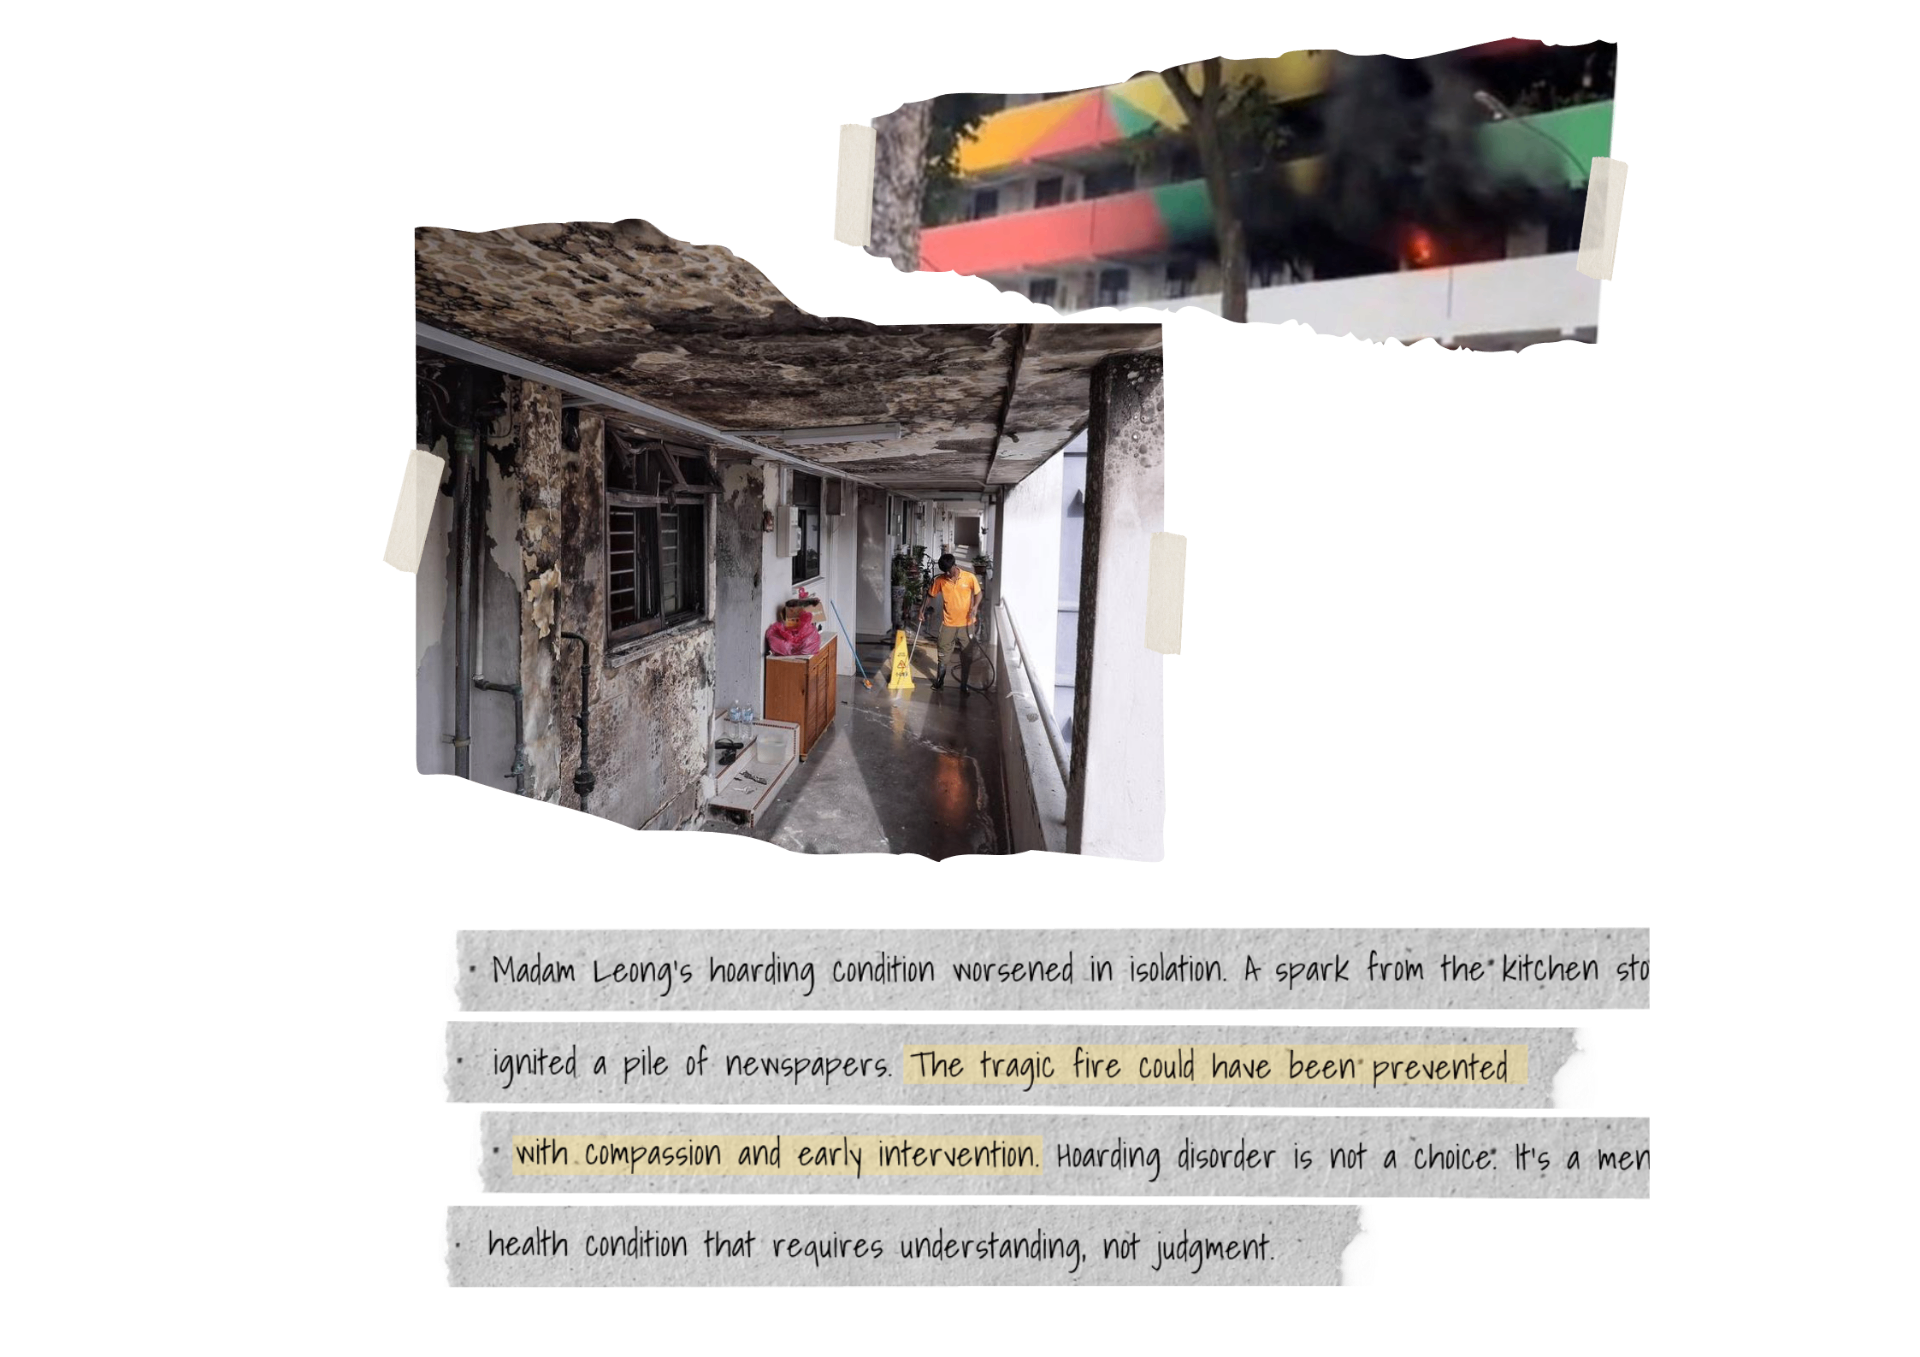 Madam Leong's hoarding condition worsened in isolation. A spark from the kitchen sto
ignited a pile of newspapers. The tragic fire could have been prevented
with compassion and early intervention. Hoarding disorder is not a choice. It's a men
health condition that requires understanding, not judgment.